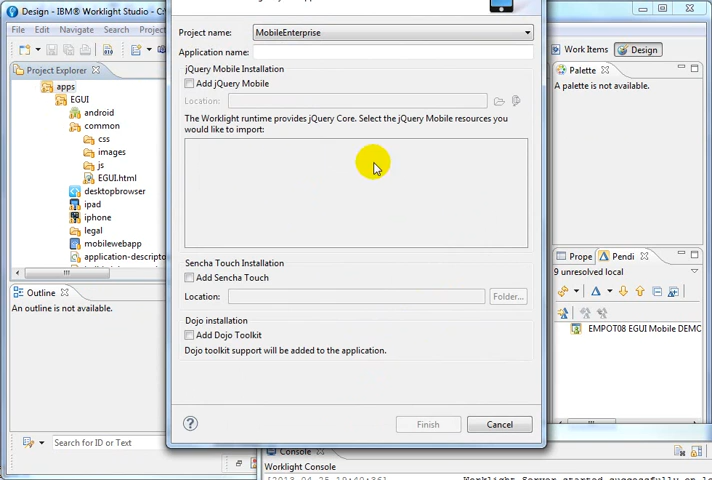 Design - IBM® Worklight Studio - C:\
File Edit Navigate Search Project
Work Items Design
Project Explorer
apps
EGUI
android
common
css
images
js
EGUI.html
desktopbrowser
ipad
iphone
legal
mobilewebapp
application-descripto
Outline
An outline is not available.
Search for ID or Text
Project name: MobileEnterprise
Application name:
jQuery Mobile Installation
Add jQuery Mobile
Location:
The Worklight runtime provides jQuery Core. Select the jQuery Mobile resources you
would like to import:
Sencha Touch Installation
Add Sencha Touch
Location: Folder...
Dojo installation
Add Dojo Toolkit
Dojo toolkit support will be added to the application.
Finish Cancel
Palette
A palette is not available.
Prope Pendi
9 unresolved local
EMPOT08 EGUI Mobile DEMO
Console
Worklight Console